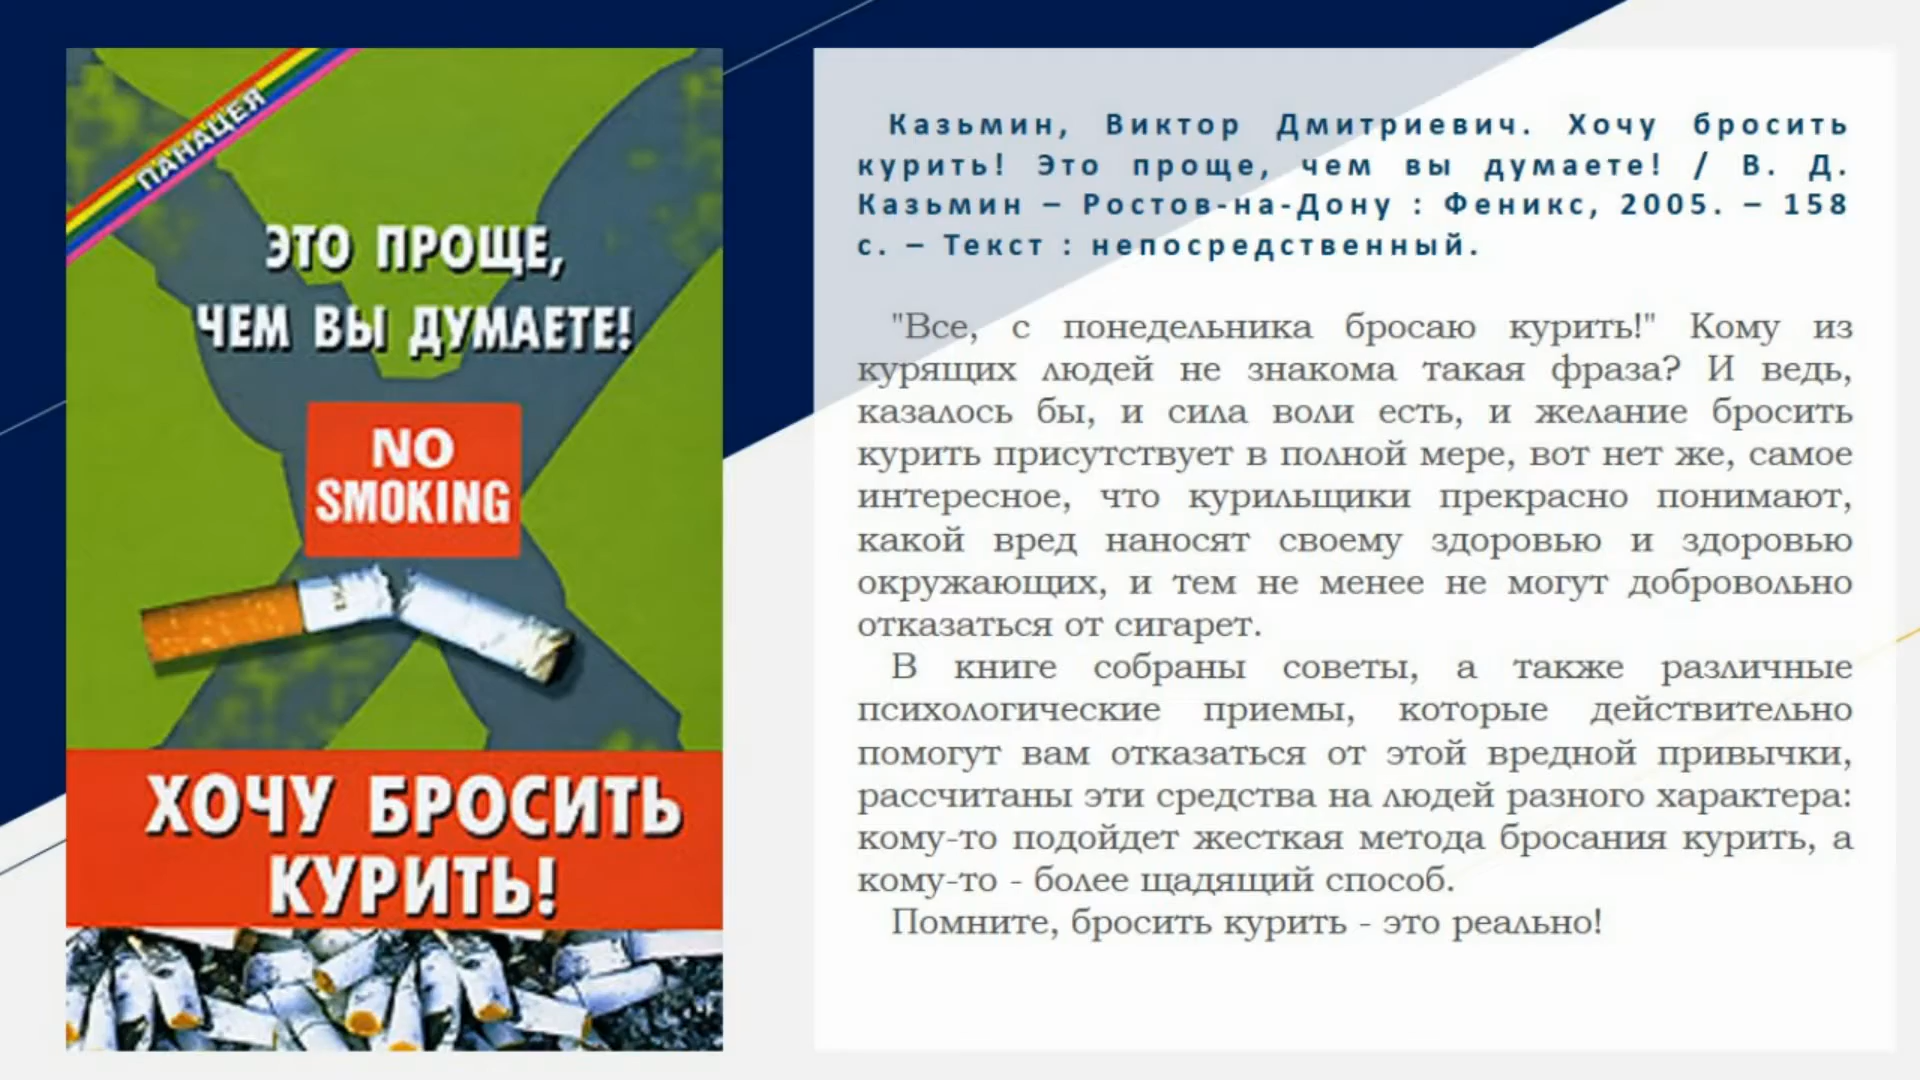 ПАНАЦЕЯ
ЭТО ПРОЩЕ,
ЧЕМ ВЫ ДУМАЕТЕ!
NO
SMOKING
ХОЧУ БРОСИТЬ
КУРИТЬ!
Казьмин, Виктор Дмитриевич. Хочу бросить
курить! Это проще, чем вы думаете! / В. Д.
Казьмин – Ростов-на-Дону : Феникс, 2005. – 158
с. – Текст : непосредственный.
"Все, с понедельника бросаю курить!" Кому из
курящих людей не знакома такая фраза? И ведь,
казалось бы, и сила воли есть, и желание бросить
курить присутствует в полной мере, вот нет же, самое
интересное, что курильщики прекрасно понимают,
какой вред наносят своему здоровью и здоровью
окружающих, и тем не менее не могут добровольно
отказаться от сигарет.
В книге собраны советы, а также различные
психологические приемы, которые действительно
помогут вам отказаться от этой вредной привычки,
рассчитаны эти средства на людей разного характера:
кому-то подойдет жесткая метода бросания курить, а
кому-то - более щадящий способ.
Помните, бросить курить - это реально!